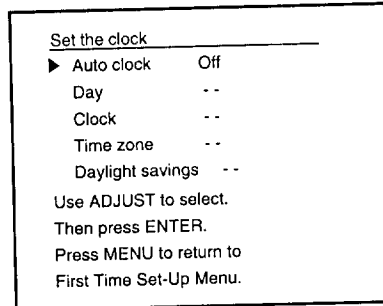 Set the clock
▶ Auto clock Off
Day - -
Clock - -
Time zone - -
Daylight savings - -
Use ADJUST to select.
Then press ENTER.
Press MENU to return to
First Time Set-Up Menu.